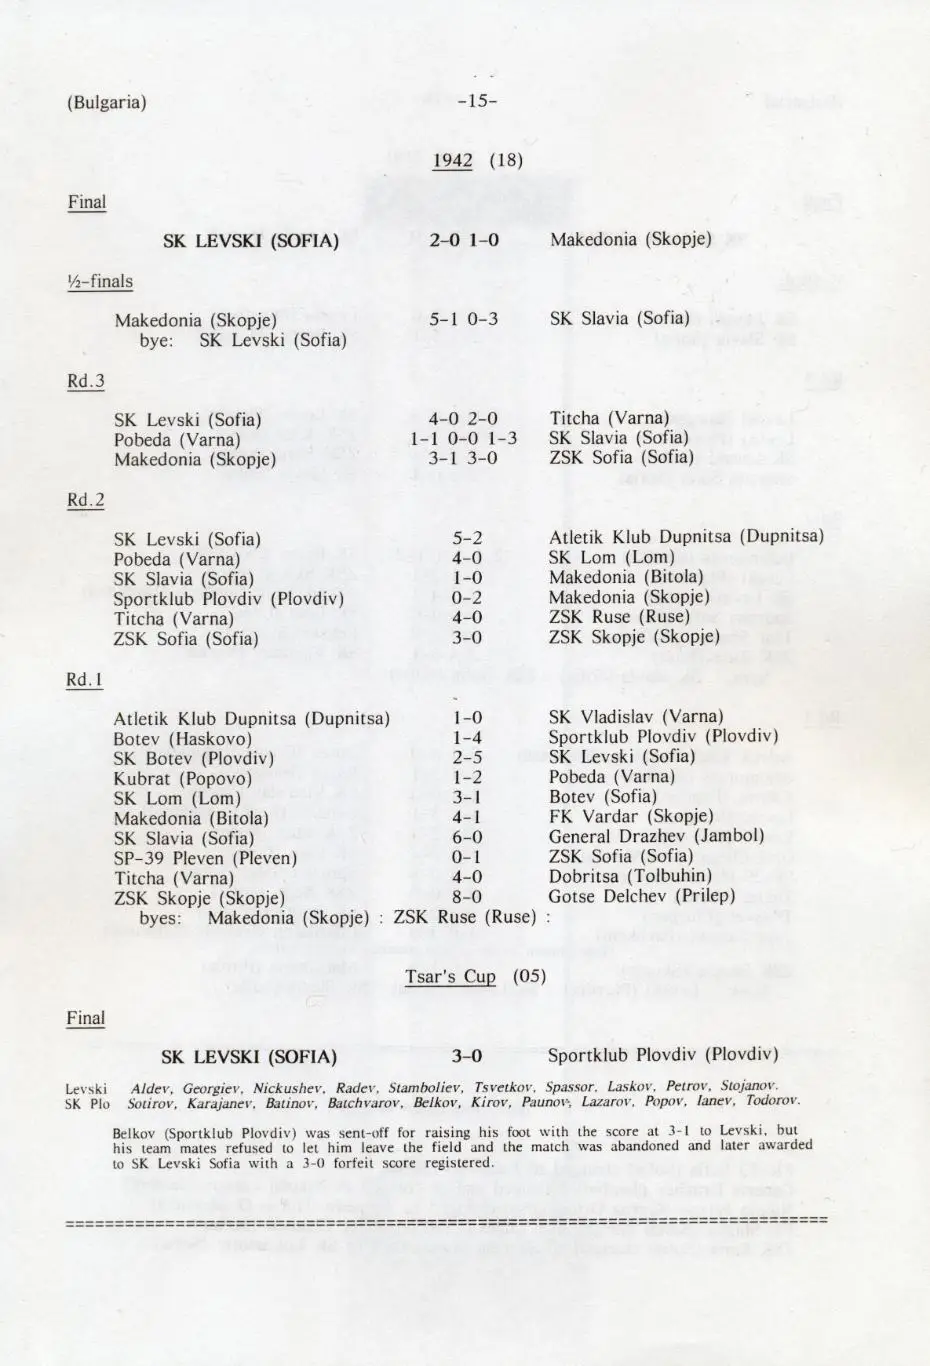 (Bulgaria) -15-
1942 (18)
Final
SK LEVSKI (SOFIA) 2-0 1-0 Makedonia (Skopje)
½-finals
Makedonia (Skopje) 5-1 0-3 SK Slavia (Sofia)
bye: SK Levski (Sofia)
Rd.3
SK Levski (Sofia) 4-0 2-0 Titcha (Varna)
Pobeda (Varna) 1-1 0-0 1-3 SK Slavia (Sofia)
Makedonia (Skopje) 3-1 3-0 ZSK Sofia (Sofia)
Rd.2
SK Levski (Sofia) 5-2 Atletik Klub Dupnitsa (Dupnitsa)
Pobeda (Varna) 4-0 SK Lom (Lom)
SK Slavia (Sofia) 1-0 Makedonia (Bitola)
Sportklub Plovdiv (Plovdiv) 0-2 Makedonia (Skopje)
Titcha (Varna) 4-0 ZSK Ruse (Ruse)
ZSK Sofia (Sofia) 3-0 ZSK Skopje (Skopje)
Rd.1
Atletik Klub Dupnitsa (Dupnitsa) 1-0 SK Vladislav (Varna)
Botev (Haskovo) 1-4 Sportklub Plovdiv (Plovdiv)
SK Botev (Plovdiv) 2-5 SK Levski (Sofia)
Kubrat (Popovo) 1-2 Pobeda (Varna)
SK Lom (Lom) 3-1 Botev (Sofia)
Makedonia (Bitola) 4-1 FK Vardar (Skopje)
SK Slavia (Sofia) 6-0 General Drazhev (Jambol)
SP-39 Pleven (Pleven) 0-1 ZSK Sofia (Sofia)
Titcha (Varna) 4-0 Dobritsa (Tolbuhin)
ZSK Skopje (Skopje) 8-0 Gotse Delchev (Prilep)
byes: Makedonia (Skopje) : ZSK Ruse (Ruse) :
Tsar's Cup (05)
Final
SK LEVSKI (SOFIA) 3-0 Sportklub Plovdiv (Plovdiv)
Levski Aldev, Georgiev, Nickushev, Radev, Stamboliev, Tsvetkov, Spassor, Laskov, Petrov, Stojanov.
SK Plo Sotirov, Karajanev, Batinov, Batchvarov, Belkov, Kirov, Paunov, Lazarov, Popov, Ianev, Todorov.
Belkov (Sportklub Plovdiv) was sent-off for raising his foot with the score at 3-1 to Levski, but
his team mates refused to let him leave the field and the match was abandoned and later awarded
to SK Levski Sofia with a 3-0 forfeit score registered.